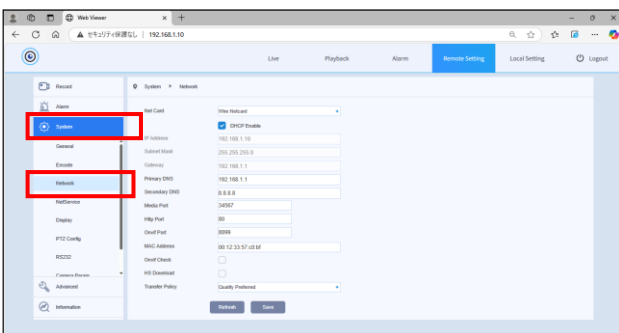 Web Viewer
セキュリティ保護なし | 192.168.1.10
Live Playback Alarm Remote Setting Local Setting Logout
Record
System > Network
Alarm
Net Card Wire Netcard
System
DHCP Enable
IP Address 192.168.1.10
General
Subnet Mask 255.255.255.0
Encode
Gateway 192.168.1.1
Network
Primary DNS 192.168.1.1
Secondary DNS 8.8.8.8
NetService
Media Port 34567
Display
Http Port 80
Onvif Port 8899
PTZ Config
MAC Address
RS232
Onvif Check
HS Download
Camera Param
Advanced
Transfer Policy Quality Preferred
Information
Refresh Save